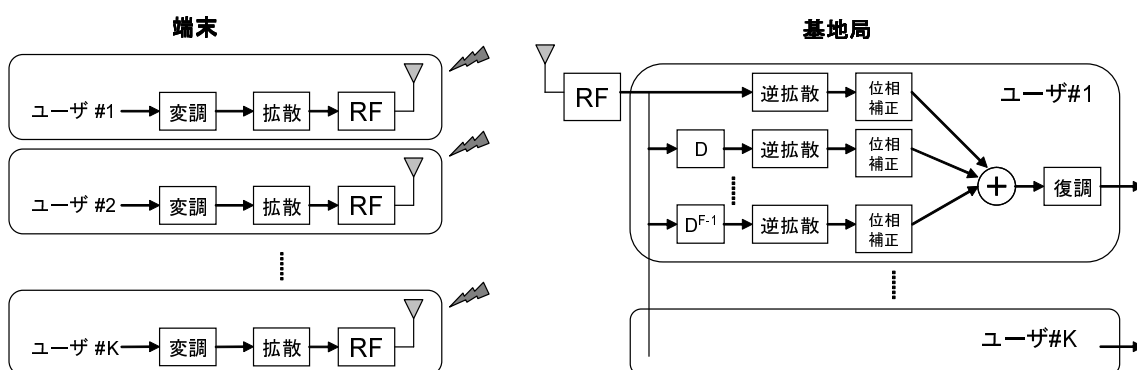 端末
ユーザ #1
変調
拡散
RF
ユーザ #2
変調
拡散
RF
ユーザ #K
変調
拡散
RF
基地局
RF
ユーザ#1
逆拡散
位相
補正
D
逆拡散
位相
補正
D^F-1
逆拡散
位相
補正
+
復調
ユーザ#K